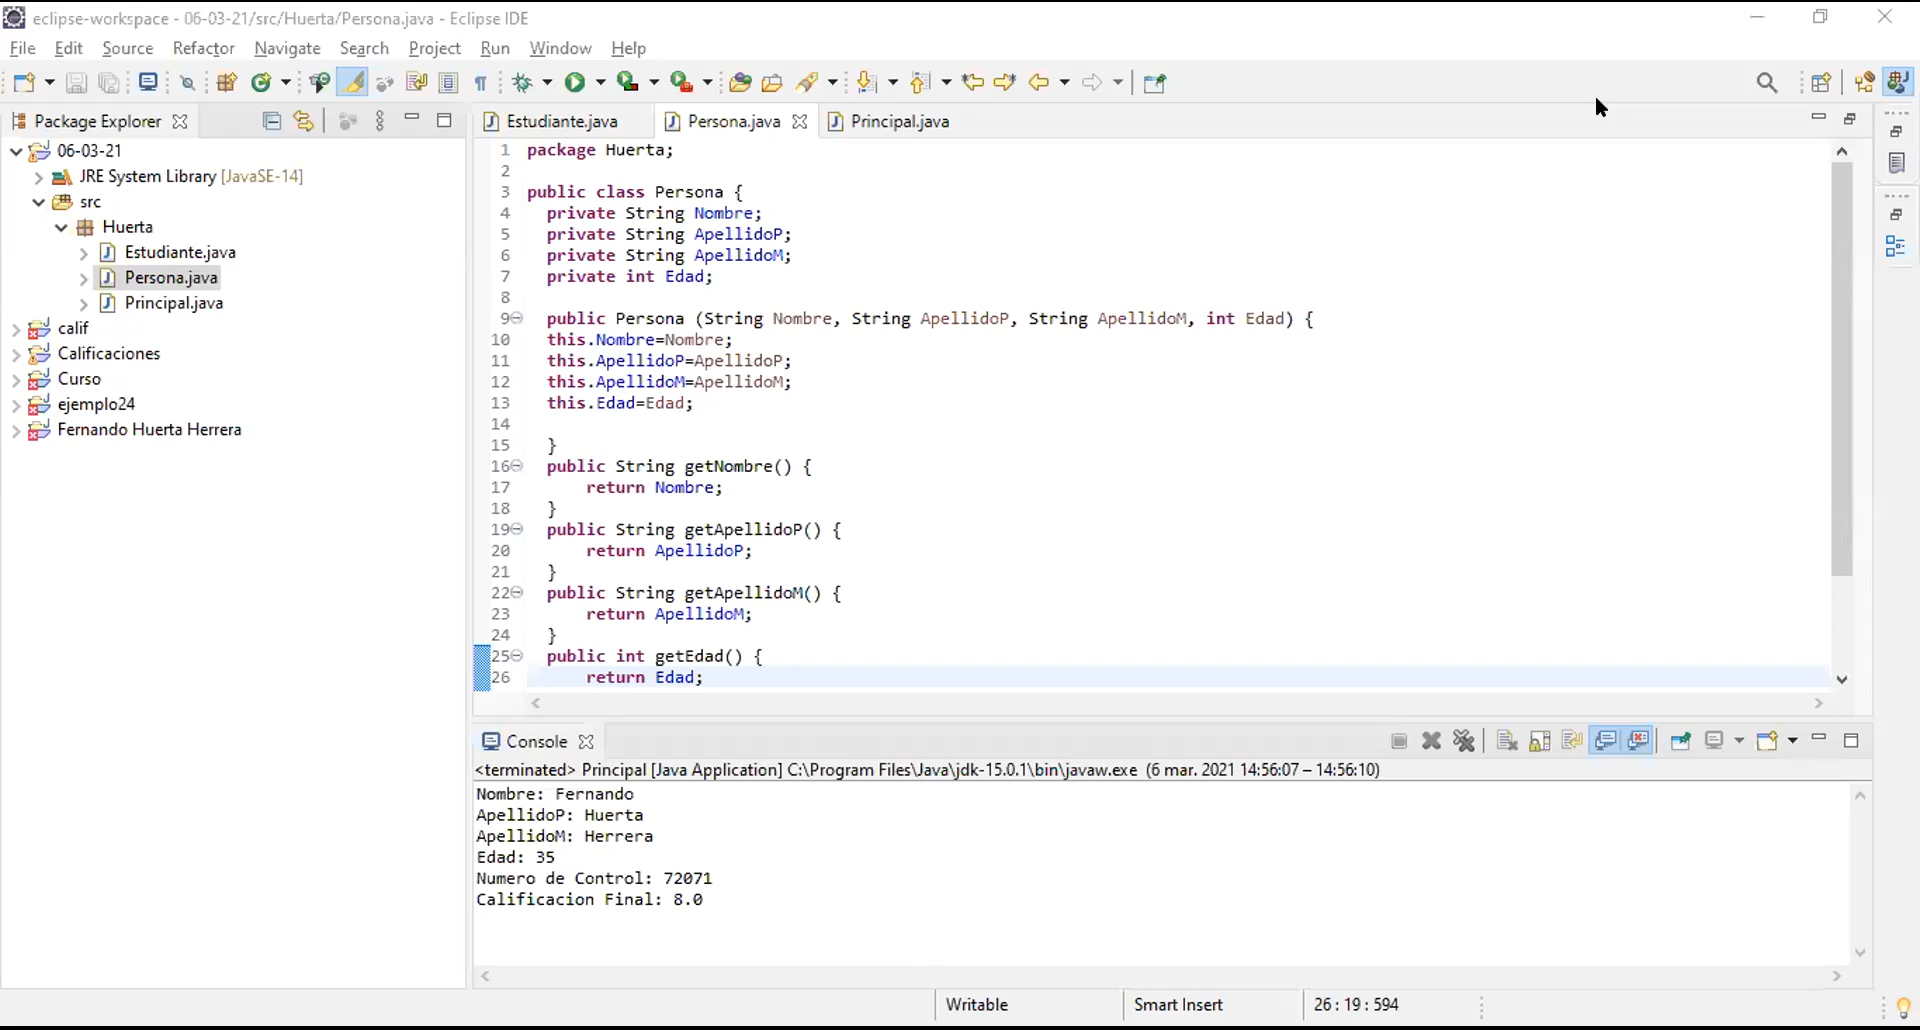 eclipse-workspace - 06-03-21/src/Huerta/Persona.java - Eclipse IDE
File Edit Source Refactor Navigate Search Project Run Window Help
Package Explorer
06-03-21
JRE System Library [JavaSE-14]
src
Huerta
Estudiante.java
Persona.java
Principal.java
calif
Calificaciones
Curso
ejemplo24
Fernando Huerta Herrera
Estudiante.java Persona.java Principal.java
1 package Huerta;
2
3 public class Persona {
4 private String Nombre;
5 private String ApellidoP;
6 private String ApellidoM;
7 private int Edad;
8
9 public Persona (String Nombre, String ApellidoP, String ApellidoM, int Edad) {
10 this.Nombre=Nombre;
11 this.ApellidoP=ApellidoP;
12 this.ApellidoM=ApellidoM;
13 this.Edad=Edad;
14
15 }
16 public String getNombre() {
17 return Nombre;
18 }
19 public String getApellidoP() {
20 return ApellidoP;
21 }
22 public String getApellidoM() {
23 return ApellidoM;
24 }
25 public int getEdad() {
26 return Edad;
Console
<terminated> Principal [Java Application] C:\Program Files\Java\jdk-15.0.1\bin\javaw.exe (6 mar. 2021 14:56:07 – 14:56:10)
Nombre: Fernando
ApellidoP: Huerta
ApellidoM: Herrera
Edad: 35
Numero de Control: 72071
Calificacion Final: 8.0
Writable Smart Insert 26 : 19 : 594